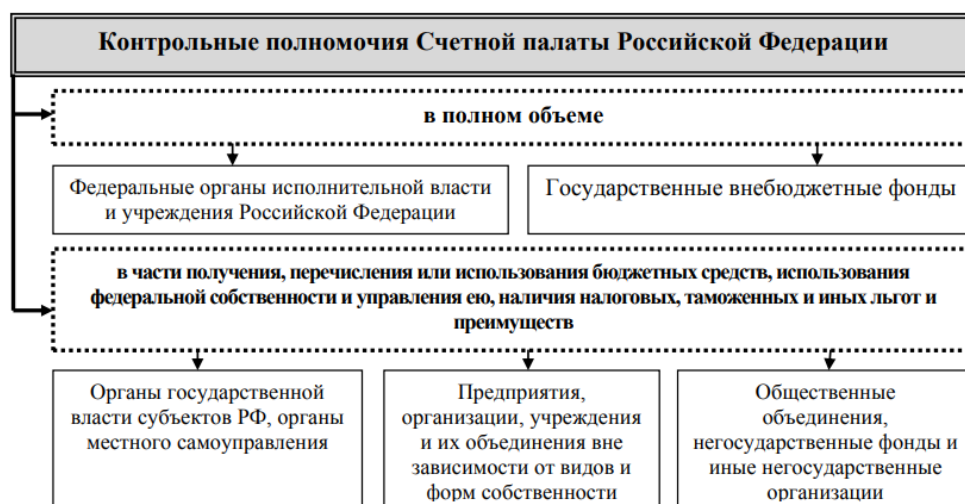 Контрольные полномочия Счетной палаты Российской Федерации
в полном объеме
Федеральные органы исполнительной власти
и учреждения Российской Федерации
Государственные внебюджетные фонды
в части получения, перечисления или использования бюджетных средств, использования
федеральной собственности и управления ею, наличия налоговых, таможенных и иных льгот и
преимуществ
Органы государственной
власти субъектов РФ, органы
местного самоуправления
Предприятия,
организации, учреждения
и их объединения вне
зависимости от видов и
форм собственности
Общественные
объединения,
негосударственные фонды и
иные негосударственные
организации